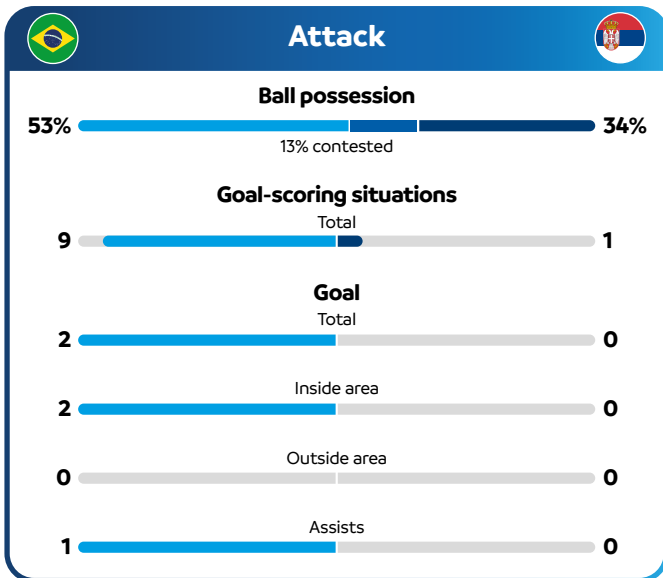 Attack
Ball possession
53% 34%
13% contested
Goal-scoring situations
Total
9 1
Goal
Total
2 0
Inside area
2 0
Outside area
0 0
Assists
1 0